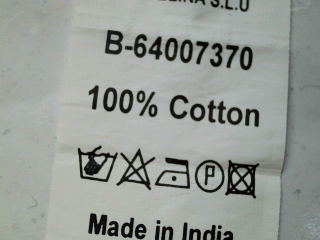 S.L.U
B-64007370
100% Cotton
P
Made in India